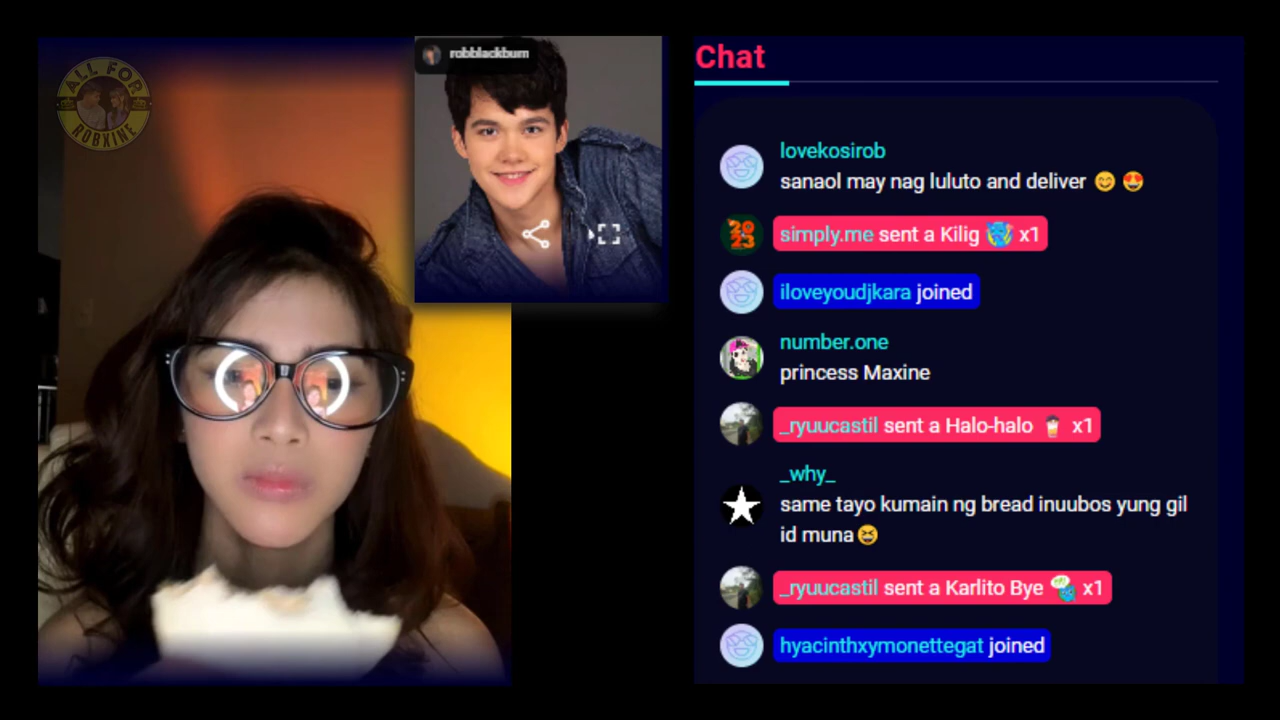 ALL FOR
ROBXINE
robblackburn
Chat
lovekosirob
sanaol may nag luluto and deliver 😊 😍
2023
simply.me sent a Kilig x1
iloveyoudjkara joined
number.one
princess Maxine
_ryuucastil sent a Halo-halo x1
_why_
same tayo kumain ng bread inuubos yung gil
id muna😆
_ryuucastil sent a Karlito Bye x1
hyacinthxymonettegat joined